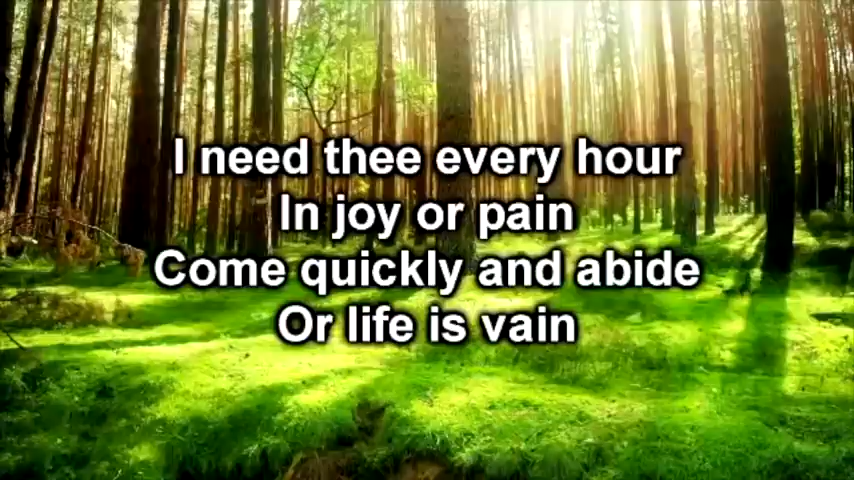 I need thee every hour
In joy or pain
Come quickly and abide
Or life is vain